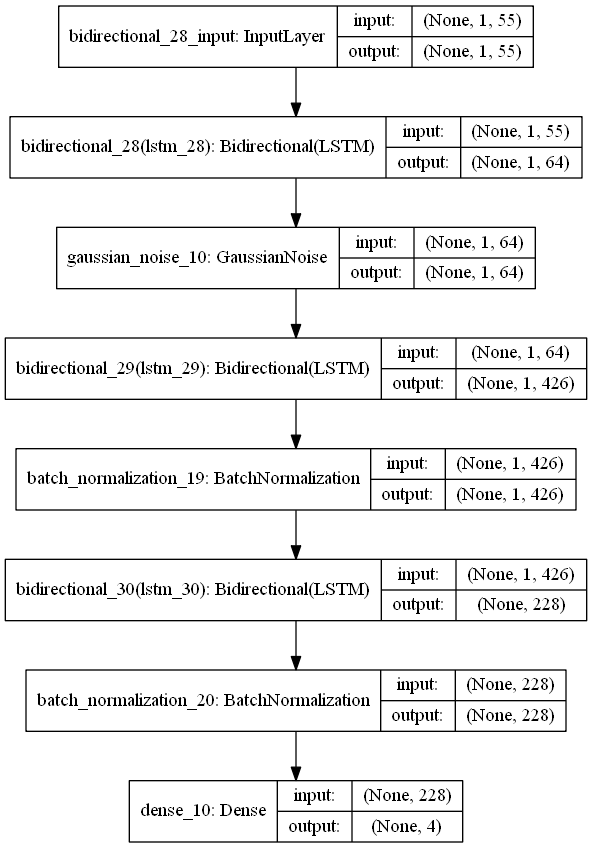 bidirectional_28_input: InputLayer
input: (None, 1, 55)
output: (None, 1, 55)
bidirectional_28(lstm_28): Bidirectional(LSTM)
input: (None, 1, 55)
output: (None, 1, 64)
gaussian_noise_10: GaussianNoise
input: (None, 1, 64)
output: (None, 1, 64)
bidirectional_29(lstm_29): Bidirectional(LSTM)
input: (None, 1, 64)
output: (None, 1, 426)
batch_normalization_19: BatchNormalization
input: (None, 1, 426)
output: (None, 1, 426)
bidirectional_30(lstm_30): Bidirectional(LSTM)
input: (None, 1, 426)
output: (None, 228)
batch_normalization_20: BatchNormalization
input: (None, 228)
output: (None, 228)
dense_10: Dense
input: (None, 228)
output: (None, 4)